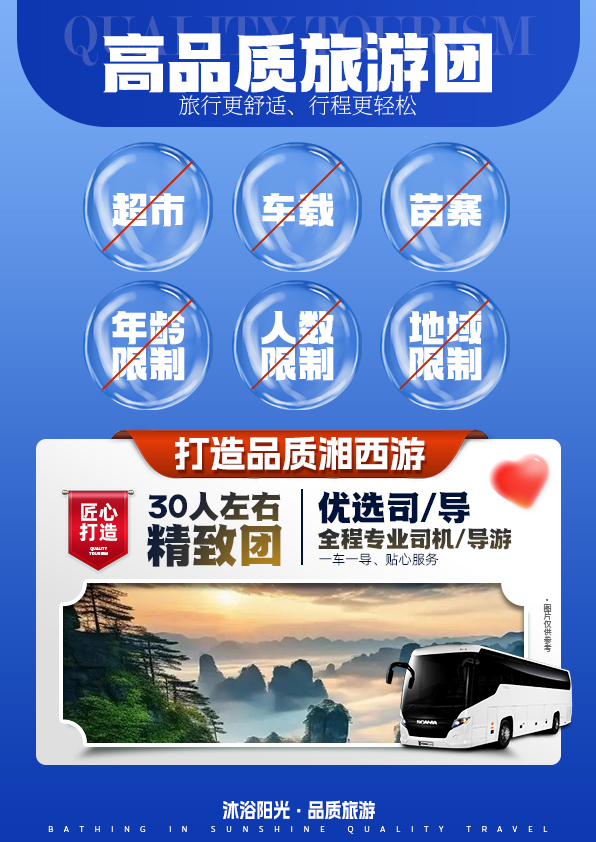 QUALITY TOURISM
高品质旅游团
旅行更舒适、行程更轻松
超市
车载
苗寨
年龄
限制
人数
限制
地域
限制
打造品质湘西游
匠心
打造
QUALITY
TOURISM
30人左右
精致团
优选司/导
全程专业司机/导游
一车一导、贴心服务
•图片仅供参考
SCANIA
沐浴阳光·品质旅游
BATHING IN SUNSHINE QUALITY TRAVEL